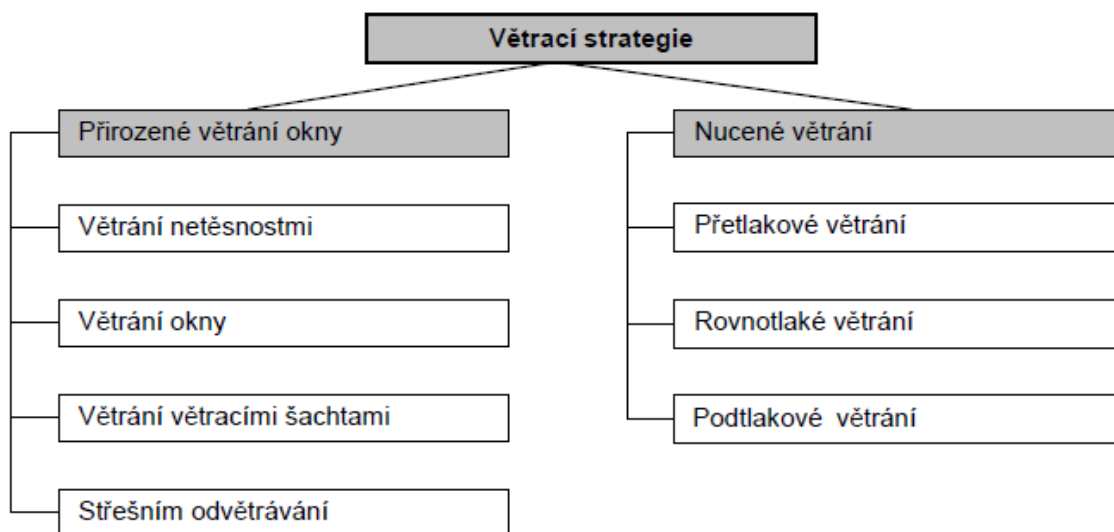 Větrací strategie
Přirozené větrání okny
Větrání netěsnostmi
Větrání okny
Větrání větracími šachtami
Střešním odvětrávání
Nucené větrání
Přetlakové větrání
Rovnotlaké větrání
Podtlakové větrání